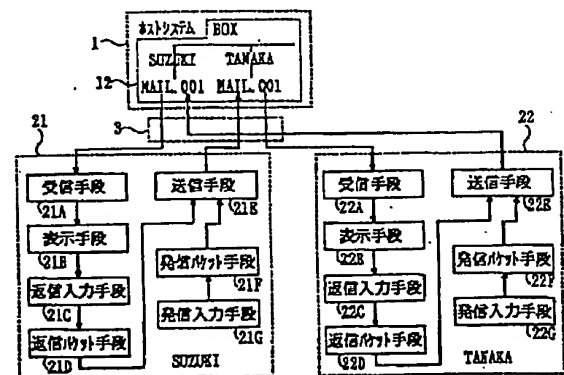 ホストシステム BOX
1
SUZUKI TANAKA
12
MAIL.001 MAIL.001
3
21
22
受信手段
21A
送信手段
21E
表示手段
21B
発信パケット手段
21F
返信入力手段
21C
発信入力手段
21G
返信パケット手段
21D
SUZUKI
受信手段
22A
送信手段
22E
表示手段
22B
発信パケット手段
22F
返信入力手段
22C
発信入力手段
22G
返信パケット手段
22D
TANAKA